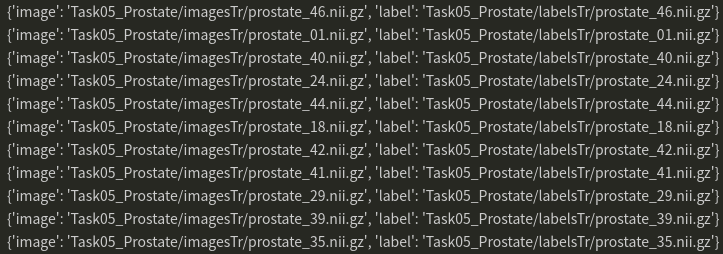 {'image': 'Task05_Prostate/imagesTr/prostate_46.nii.gz', 'label': 'Task05_Prostate/labelsTr/prostate_46.nii.gz'}
{'image': 'Task05_Prostate/imagesTr/prostate_01.nii.gz', 'label': 'Task05_Prostate/labelsTr/prostate_01.nii.gz'}
{'image': 'Task05_Prostate/imagesTr/prostate_40.nii.gz', 'label': 'Task05_Prostate/labelsTr/prostate_40.nii.gz'}
{'image': 'Task05_Prostate/imagesTr/prostate_24.nii.gz', 'label': 'Task05_Prostate/labelsTr/prostate_24.nii.gz'}
{'image': 'Task05_Prostate/imagesTr/prostate_44.nii.gz', 'label': 'Task05_Prostate/labelsTr/prostate_44.nii.gz'}
{'image': 'Task05_Prostate/imagesTr/prostate_18.nii.gz', 'label': 'Task05_Prostate/labelsTr/prostate_18.nii.gz'}
{'image': 'Task05_Prostate/imagesTr/prostate_42.nii.gz', 'label': 'Task05_Prostate/labelsTr/prostate_42.nii.gz'}
{'image': 'Task05_Prostate/imagesTr/prostate_41.nii.gz', 'label': 'Task05_Prostate/labelsTr/prostate_41.nii.gz'}
{'image': 'Task05_Prostate/imagesTr/prostate_29.nii.gz', 'label': 'Task05_Prostate/labelsTr/prostate_29.nii.gz'}
{'image': 'Task05_Prostate/imagesTr/prostate_39.nii.gz', 'label': 'Task05_Prostate/labelsTr/prostate_39.nii.gz'}
{'image': 'Task05_Prostate/imagesTr/prostate_35.nii.gz', 'label': 'Task05_Prostate/labelsTr/prostate_35.nii.gz'}